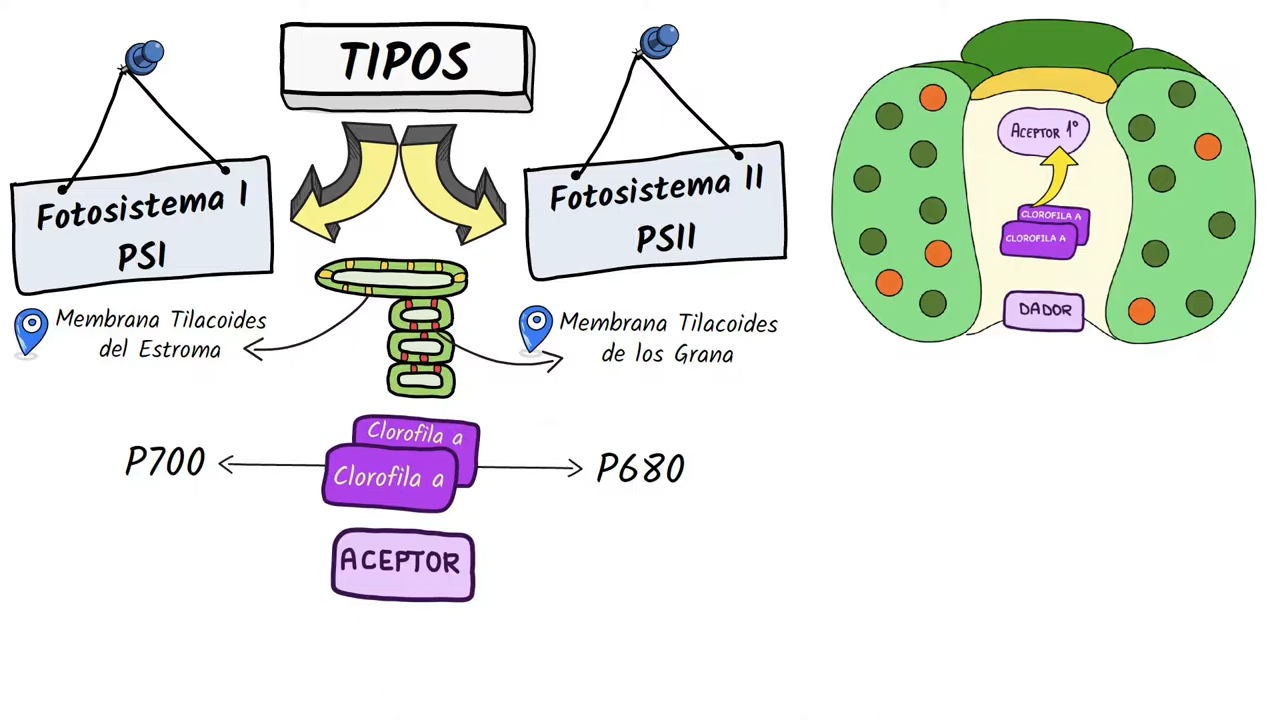 TIPOS
Fotosistema I
PSI
Fotosistema II
PSII
Membrana Tilacoides
del Estroma
Membrana Tilacoides
de los Grana
P700
Clorofila a
Clorofila a
P680
ACEPTOR
ACEPTOR 1º
CLOROFILA A
CLOROFILA A
DADOR